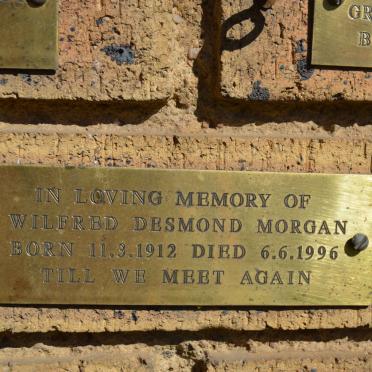 GR
B
IN LOVING MEMORY OF
WILFRED DESMOND MORGAN
BORN 11.3.1912 DIED 6.6.1996
TILL WE MEET AGAIN